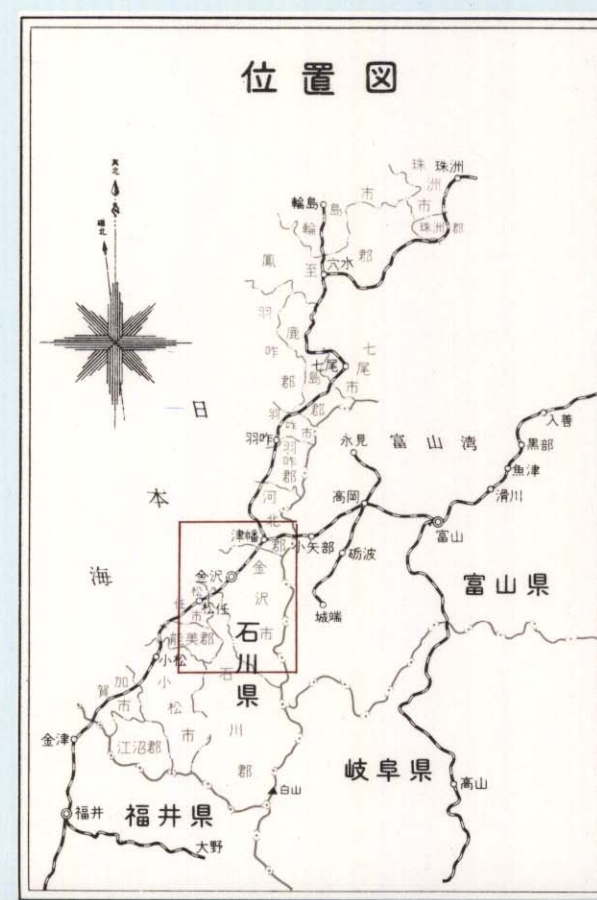 位置図
真北
磁北
珠洲市
珠洲
輪島
輪島市
珠洲郡
鳳至郡
穴水
羽咋郡
鹿島郡
七尾
七尾市
羽咋市
羽咋
羽咋郡
氷見
富山湾
入善
黒部
魚津
滑川
高岡
富山
日本海
河北郡
津幡
小矢部
砺波
城端
富山県
金沢
金沢市
松任
松任市
能美郡
小松
石川県
石川郡
加賀市
小松市
江沼郡
金津
岐阜県
高山
白山
福井
福井県
大野